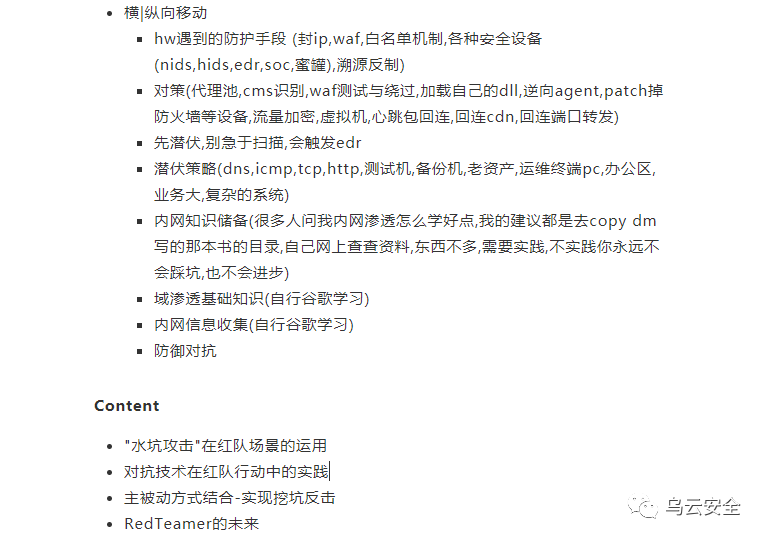 横|纵向移动
hw遇到的防护手段 (封ip,waf,白名单机制,各种安全设备
(nids,hids,edr,soc,蜜罐),溯源反制)
对策(代理池,cms识别,waf测试与绕过,加载自己的dll,逆向agent,patch掉
防火墙等设备,流量加密,虚拟机,心跳包回连,回连cdn,回连端口转发)
先潜伏,别急于扫描,会触发edr
潜伏策略(dns,icmp,tcp,http,测试机,备份机,老资产,运维终端pc,办公区,
业务大,复杂的系统)
内网知识储备(很多人问我内网渗透怎么学好点,我的建议都是去copy dm
写的那本书的目录,自己网上查查资料,东西不多,需要实践,不实践你永远不
会踩坑,也不会进步)
域渗透基础知识(自行谷歌学习)
内网信息收集(自行谷歌学习)
防御对抗
Content
"水坑攻击"在红队场景的运用
对抗技术在红队行动中的实践
主被动方式结合-实现挖坑反击
RedTeamer的未来
乌云安全